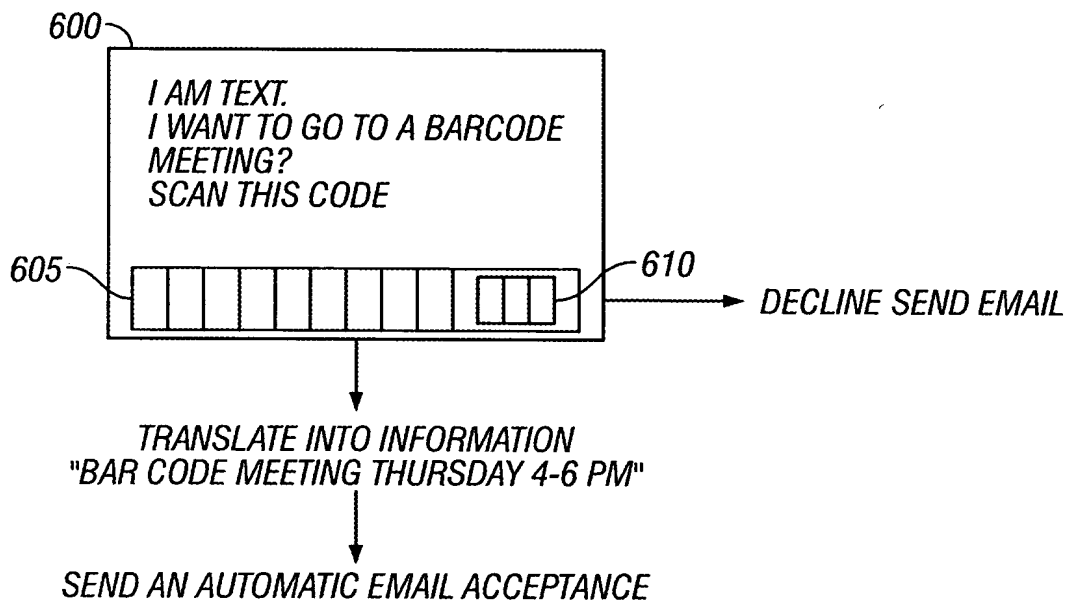 600
I AM TEXT.
I WANT TO GO TO A BARCODE
MEETING?
SCAN THIS CODE
605
610
DECLINE SEND EMAIL
TRANSLATE INTO INFORMATION
"BAR CODE MEETING THURSDAY 4-6 PM"
SEND AN AUTOMATIC EMAIL ACCEPTANCE